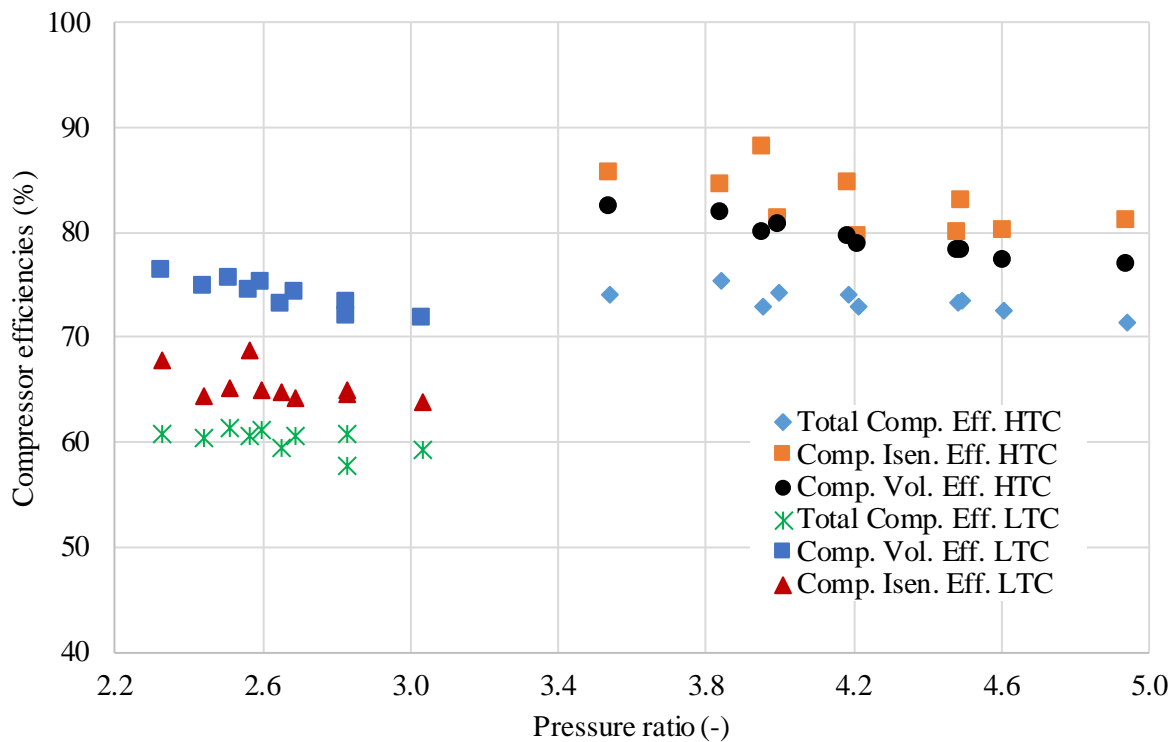 100
90
80
70
60
50
40
Compressor efficiencies (%)
2.2 2.6 3.0 3.4 3.8 4.2 4.6 5.0
Pressure ratio (-)
Total Comp. Eff. HTC
Comp. Isen. Eff. HTC
Comp. Vol. Eff. HTC
Total Comp. Eff. LTC
Comp. Vol. Eff. LTC
Comp. Isen. Eff. LTC